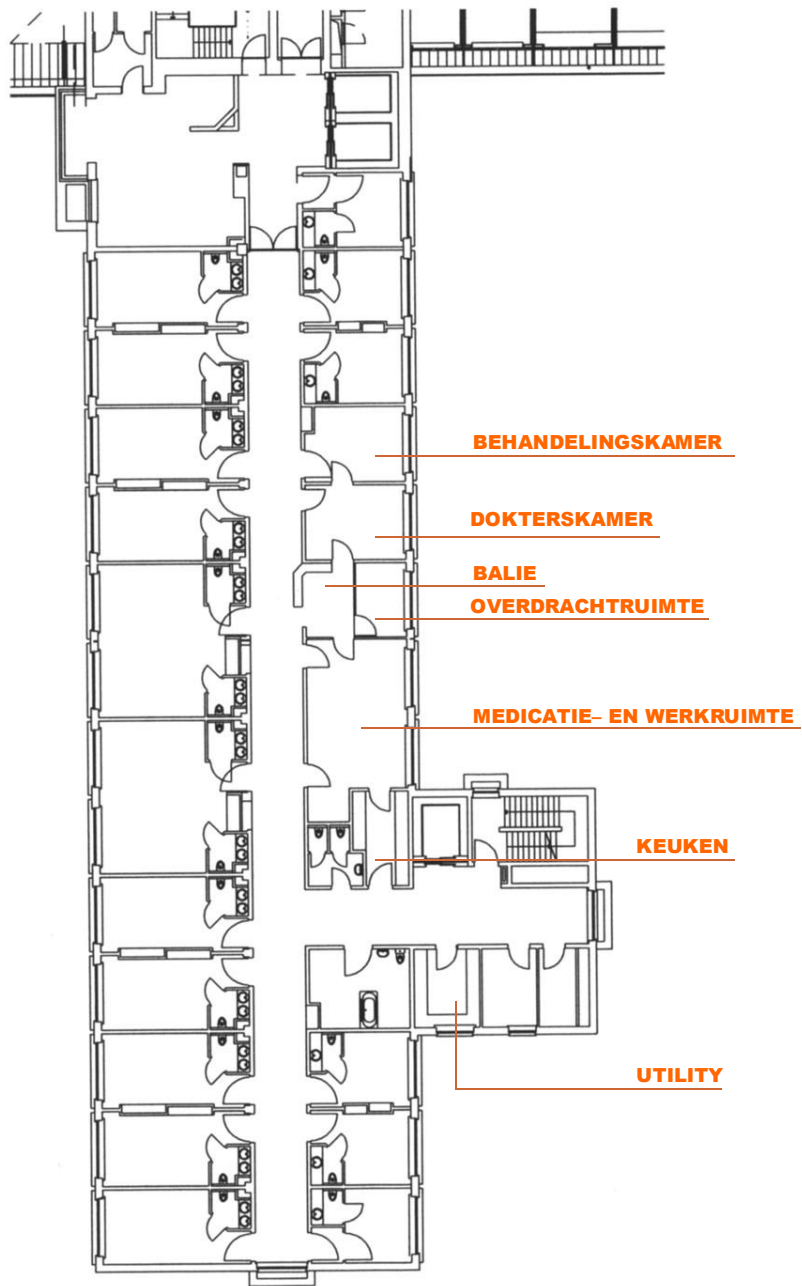 BEHANDELINGSKAMER
DOKTERSKAMER
BALIE
OVERDRACHTRUIMTE
MEDICATIE– EN WERKRUIMTE
KEUKEN
UTILITY